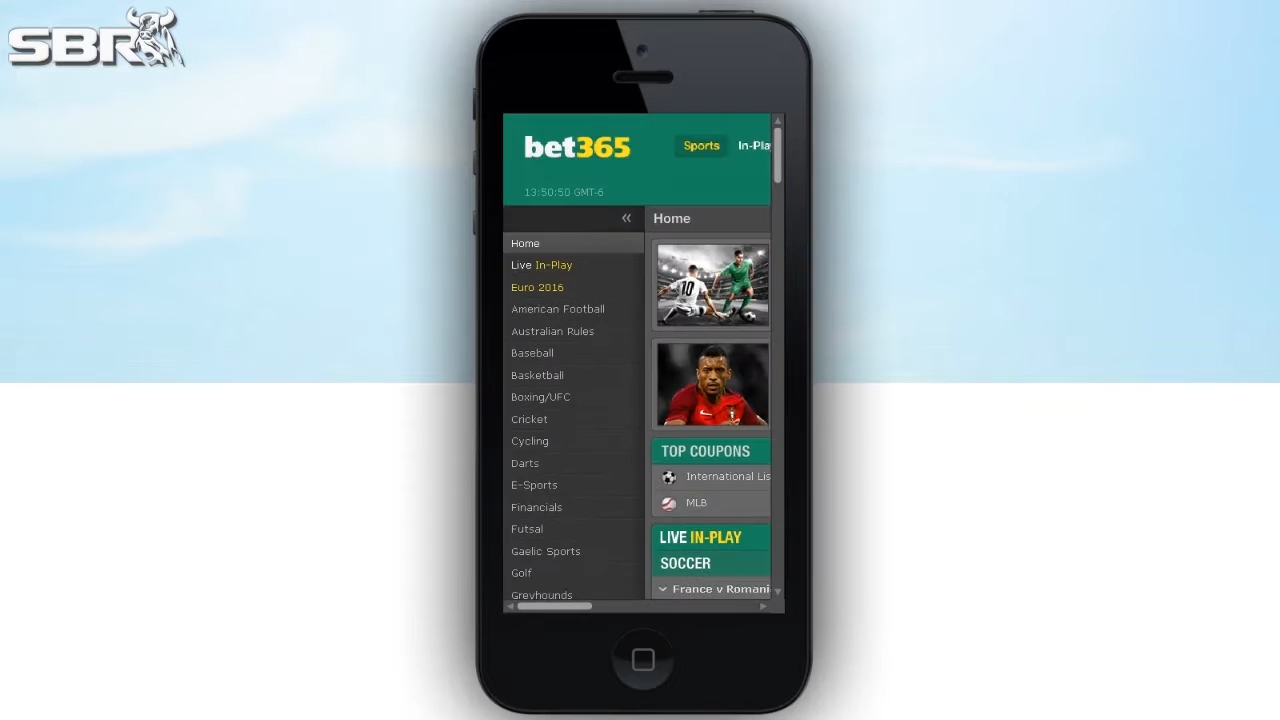 SBR
bet365
Sports In-Pla
13:50:50 GMT-6
«
Home
Home
Live In-Play
Euro 2016
American Football
Australian Rules
Baseball
Basketball
Boxing/UFC
Cricket
Cycling
Darts
E-Sports
Financials
Futsal
Gaelic Sports
Golf
Greyhounds
10
TOP COUPONS
International Lis
MLB
LIVE IN-PLAY
SOCCER
France v Romani